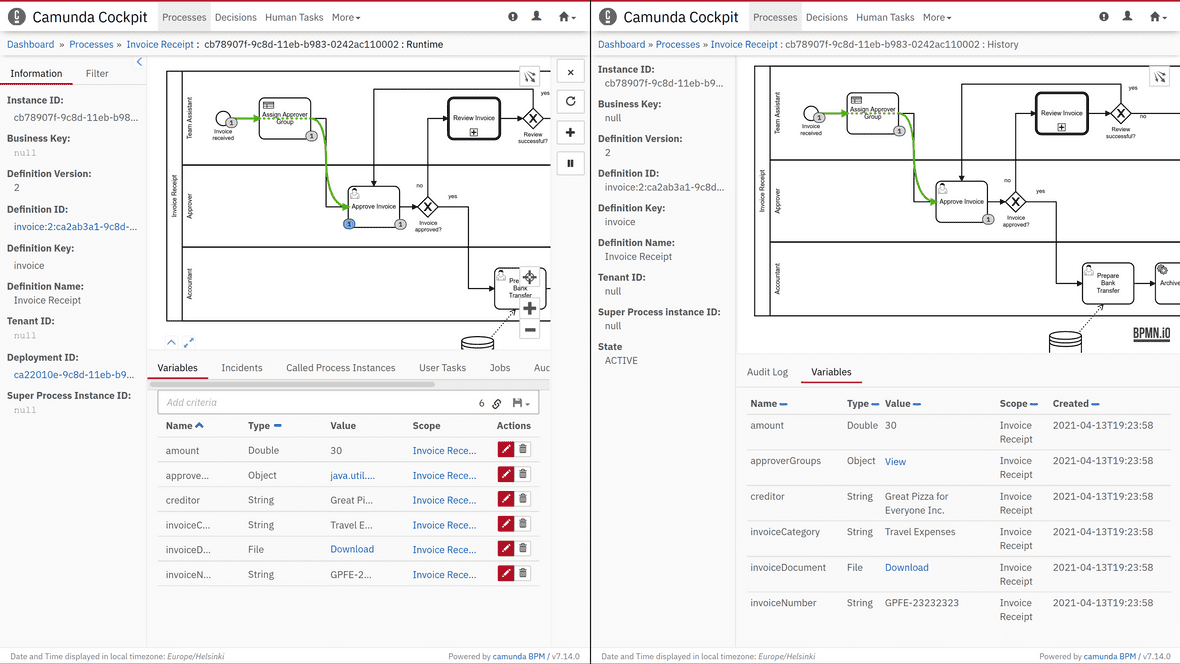 Camunda Cockpit Processes Decisions Human Tasks More
Dashboard » Processes » Invoice Receipt : cb78907f-9c8d-11eb-b983-0242ac110002 : Runtime
Information Filter
Instance ID:
cb78907f-9c8d-11eb-b98...
Business Key:
null
Definition Version:
2
Definition ID:
invoice:2:ca2ab3a1-9c8d-...
Definition Key:
invoice
Definition Name:
Invoice Receipt
Tenant ID:
null
Deployment ID:
ca22010e-9c8d-11eb-b9...
Super Process Instance ID:
null
Invoice Receipt
Team Assistant
Approver
Accountant
Invoice
received
1
Assign Approver
Group
1
Review Invoice
yes
Review
successful?
Approve Invoice
1
1
no
yes
Invoice
approved?
Pre
Bank
Transfer
Variables Incidents Called Process Instances User Tasks Jobs Aud
Add criteria 6
Name Type Value Scope Actions
amount Double 30 Invoice Rece...
approve... Object java.util.... Invoice Rece...
creditor String Great Pi... Invoice Rece...
invoiceC... String Travel E... Invoice Rece...
invoiceD... File Download Invoice Rece...
invoiceN... String GPFE-2... Invoice Rece...
Date and Time displayed in local timezone: Europe/Helsinki
Powered by camunda BPM / v7.14.0
Camunda Cockpit Processes Decisions Human Tasks More
Dashboard » Processes » Invoice Receipt : cb78907f-9c8d-11eb-b983-0242ac110002 : History
Instance ID:
cb78907f-9c8d-11eb-b9...
Business Key:
null
Definition Version:
2
Definition ID:
invoice:2:ca2ab3a1-9c8d...
Definition Key:
invoice
Definition Name:
Invoice Receipt
Tenant ID:
null
Super Process instance ID:
null
State
ACTIVE
Invoice Receipt
Team Assistant
Approver
Accountant
Invoice
received
1
Assign Approver
Group
1
Review Invoice
yes
no
Review
successful?
Approve Invoice
1
no
yes
Invoice
approved?
Prepare
Bank
Transfer
Archive
BPMN.iO
Audit Log Variables
Name Type Value Scope Created
amount Double 30 Invoice Receipt 2021-04-13T19:23:58
approverGroups Object View Invoice Receipt 2021-04-13T19:23:58
creditor String Great Pizza for Everyone Inc. Invoice Receipt 2021-04-13T19:23:58
invoiceCategory String Travel Expenses Invoice Receipt 2021-04-13T19:23:58
invoiceDocument File Download Invoice Receipt 2021-04-13T19:23:58
invoiceNumber String GPFE-23232323 Invoice Receipt 2021-04-13T19:23:58
Date and Time displayed in local timezone: Europe/Helsinki
Powered by camunda BPM / v7.14.0